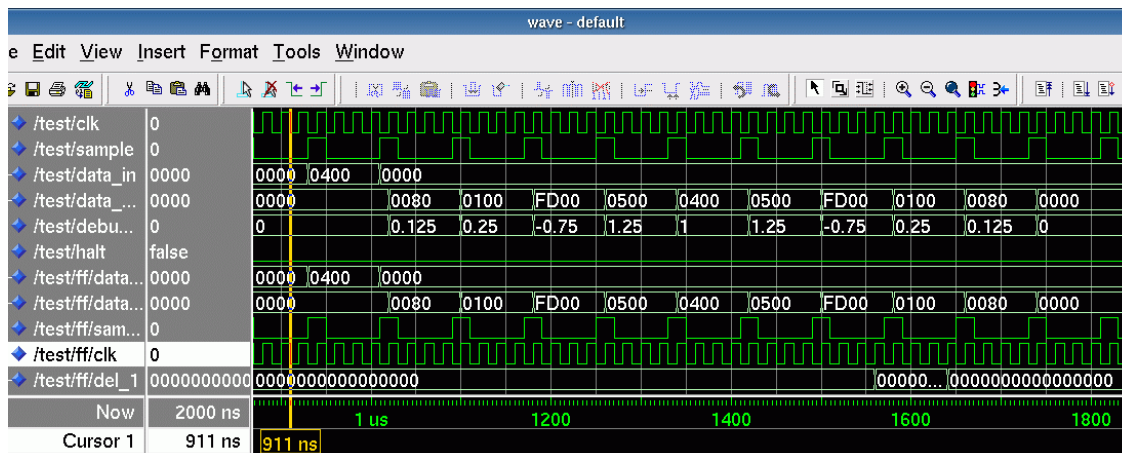 wave - default
e Edit View Insert Format Tools Window
/test/clk 0
/test/sample 0
/test/data_in 0000 0000 0400 0000
/test/data_... 0000 0000 0080 0100 FD00 0500 0400 0500 FD00 0100 0080 0000
/test/debu... 0 0 0.125 0.25 -0.75 1.25 1 1.25 -0.75 0.25 0.125 0
/test/halt false
/test/ff/data... 0000 0000 0400 0000
/test/ff/data... 0000 0000 0080 0100 FD00 0500 0400 0500 FD00 0100 0080 0000
/test/ff/sam... 0
/test/ff/clk 0
/test/ff/del_1 0000000000 0000000000000000 00000... 0000000000000000
Now 2000 ns 1 us 1200 1400 1600 1800
Cursor 1 911 ns 911 ns